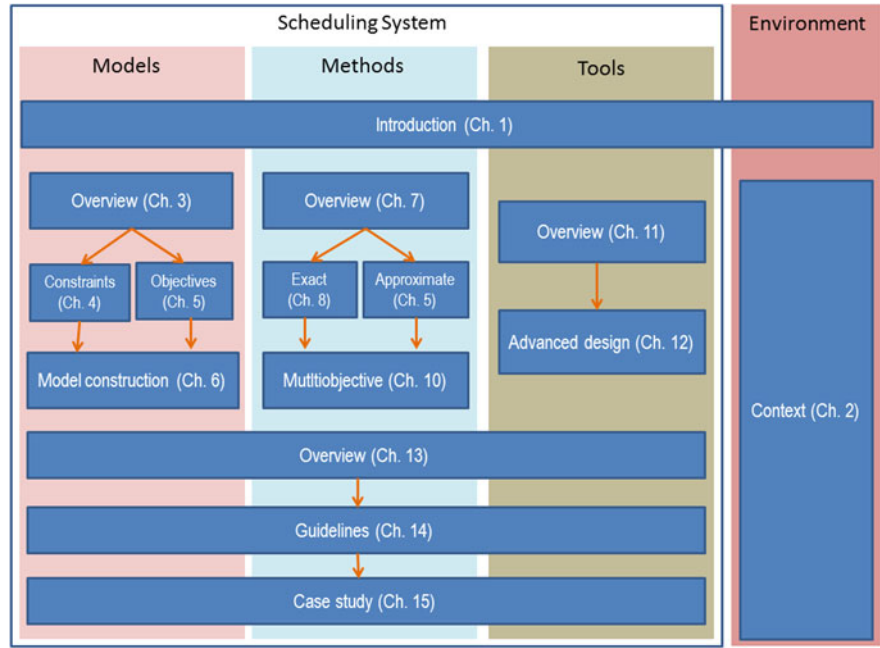 Scheduling System
Environment
Models
Methods
Tools
Introduction (Ch. 1)
Overview (Ch. 3)
Overview (Ch. 7)
Overview (Ch. 11)
Constraints
(Ch. 4)
Objectives
(Ch. 5)
Exact
(Ch. 8)
Approximate
(Ch. 5)
Advanced design (Ch. 12)
Model construction (Ch. 6)
Mutltiobjective (Ch. 10)
Context (Ch. 2)
Overview (Ch. 13)
Guidelines (Ch. 14)
Case study (Ch. 15)